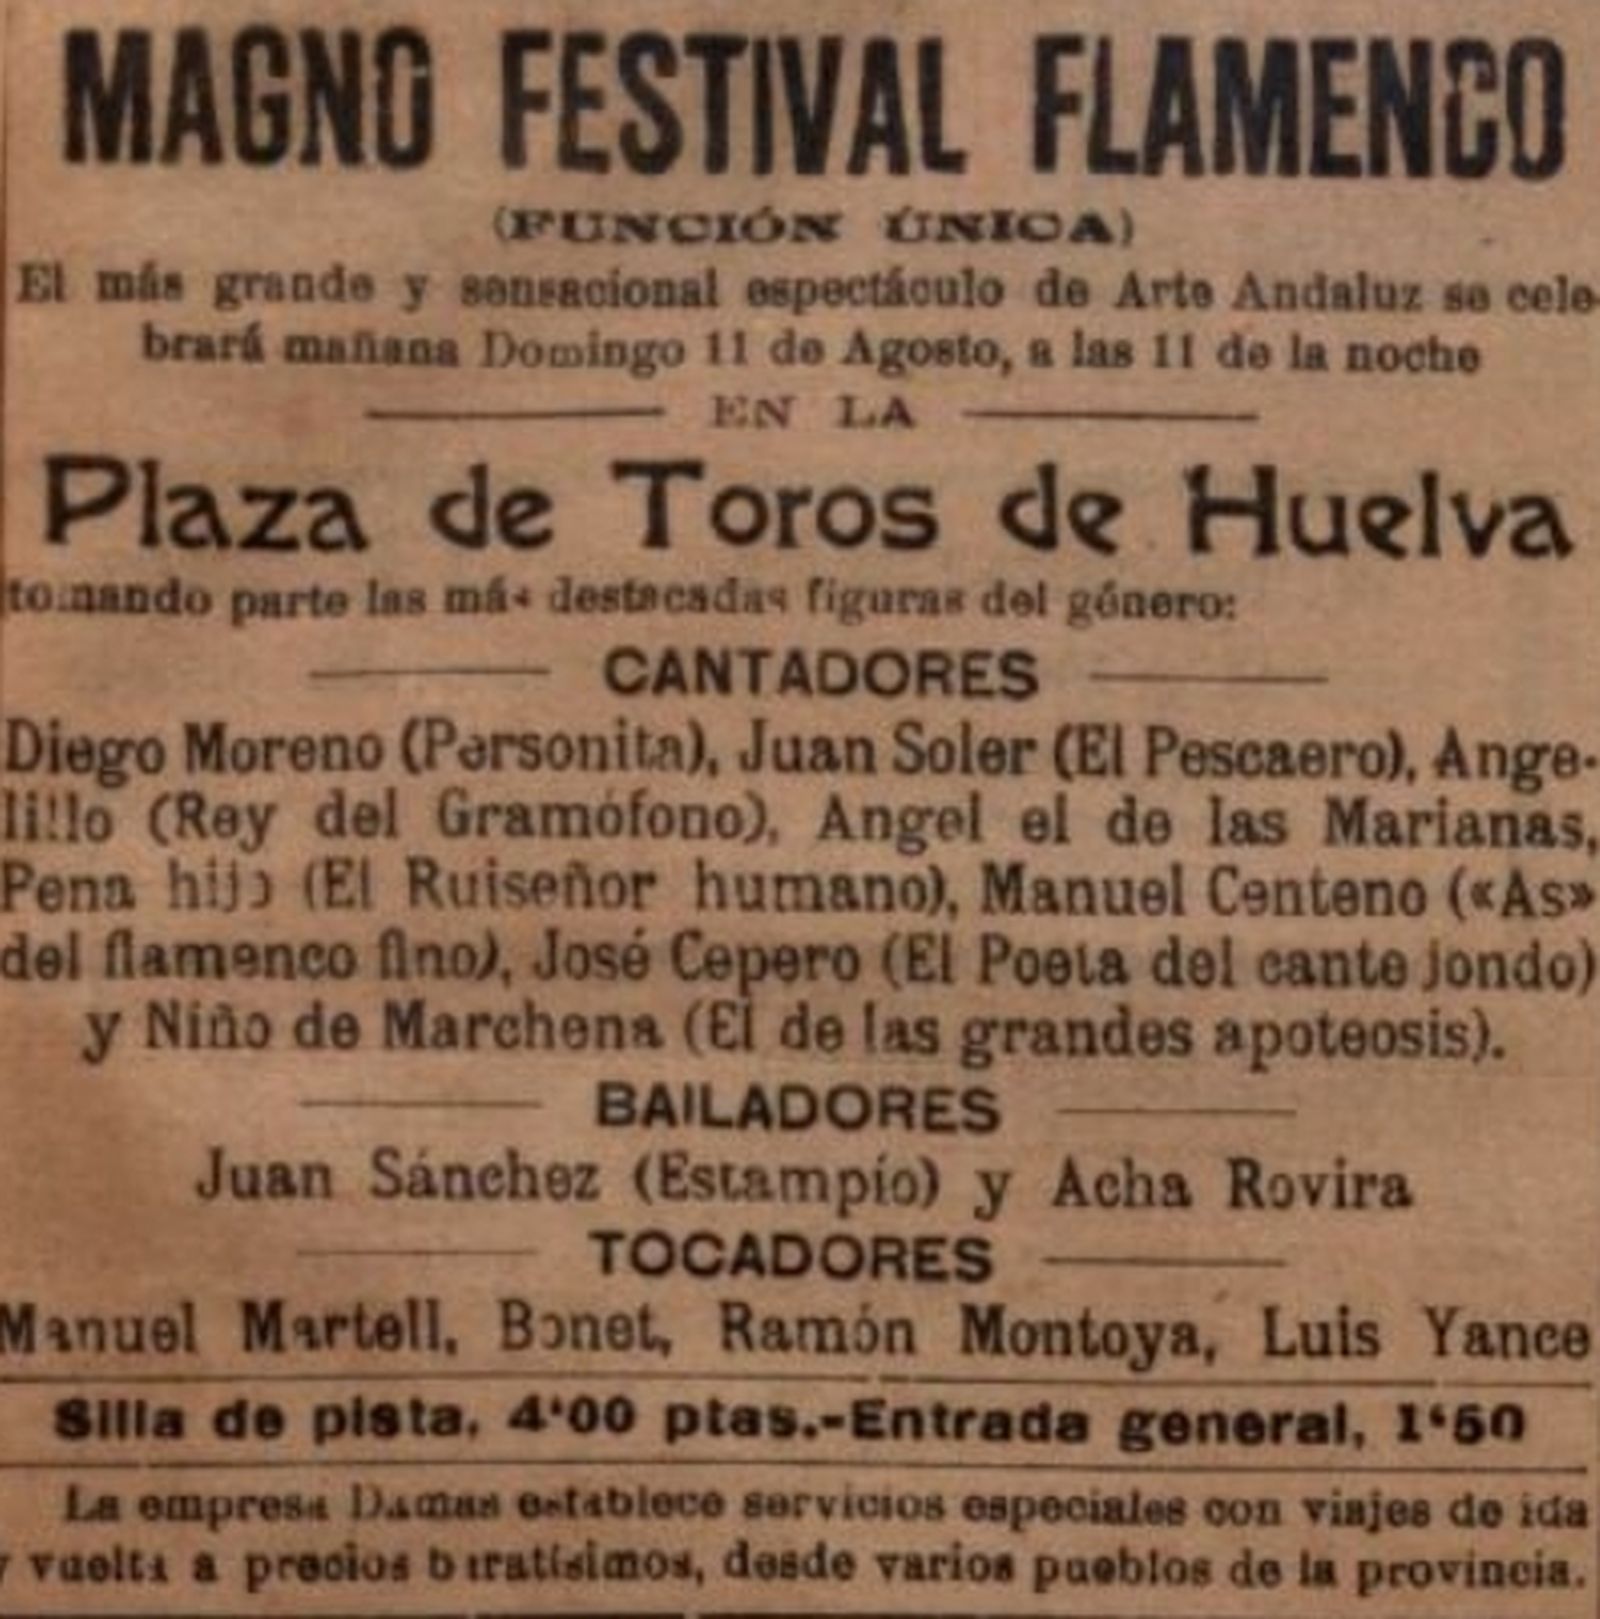 MAGNO FESTIVAL FLAMENCO
(FUNCIÓN ÚNICA)
El más grande y sensacional espectáculo de Arte Andaluz se cele-
brará mañana Domingo 11 de Agosto, a las 11 de la noche
EN LA
Plaza de Toros de Huelva
tomando parte las más destacadas figuras del género:
CANTADORES
Diego Moreno (Parsonita), Juan Soler (El Pescaero), Ange-
lillo (Rey del Gramófono), Angel el de las Marianas,
Pena hijo (El Ruiseñor humano), Manuel Centeno («As»
del flamenco fino), José Cepero (El Poeta del cante jondo)
y Niño de Marchena (El de las grandes apoteosis).
BAILADORES
Juan Sánchez (Estampío) y Acha Rovira
TOCADORES
Manuel Martell, Bonet, Ramón Montoya, Luis Yance
Silla de pista, 4‘00 ptas.-Entrada general, 1‘50
La empresa Damas establece servicios especiales con viajes de ida
y vuelta a precios baratísimos, desde varios pueblos de la provincia.